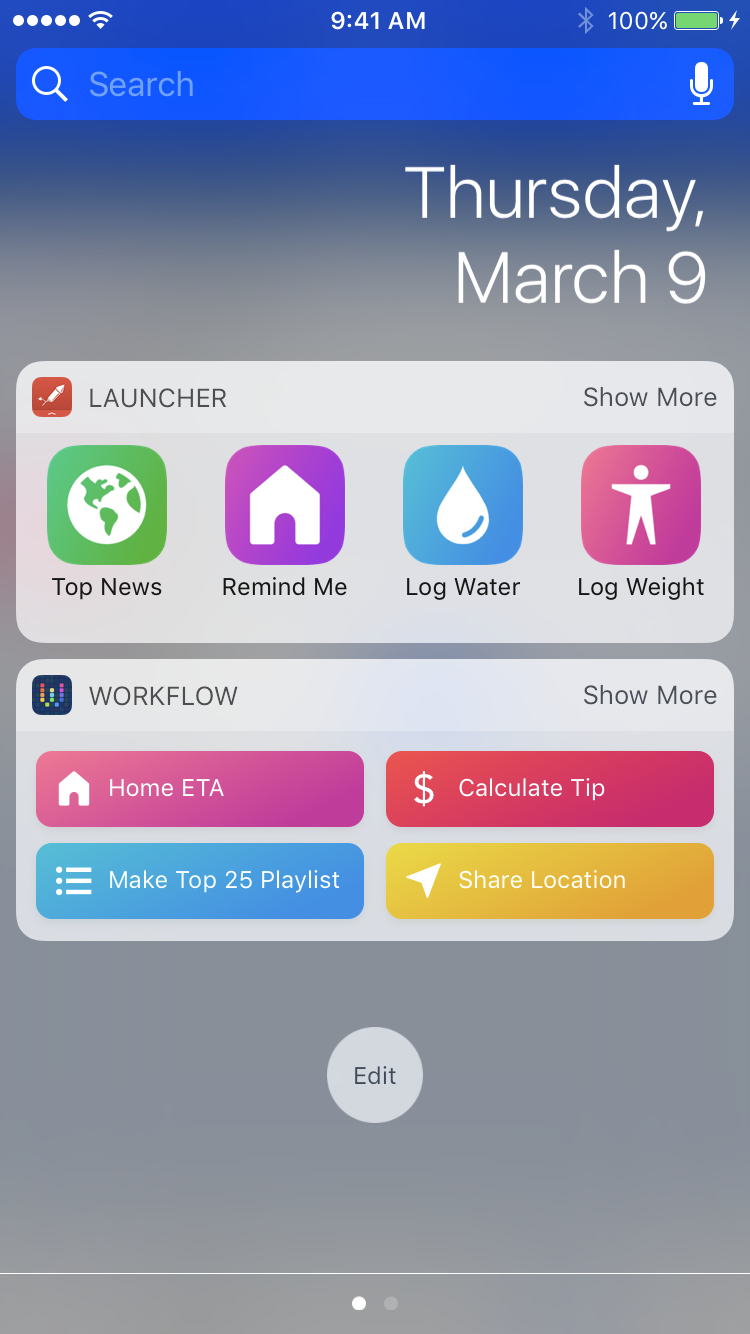 9:41 AM 100%
Search
Thursday,
March 9
LAUNCHER Show More
Top News Remind Me Log Water Log Weight
WORKFLOW Show More
Home ETA $ Calculate Tip
Make Top 25 Playlist Share Location
Edit